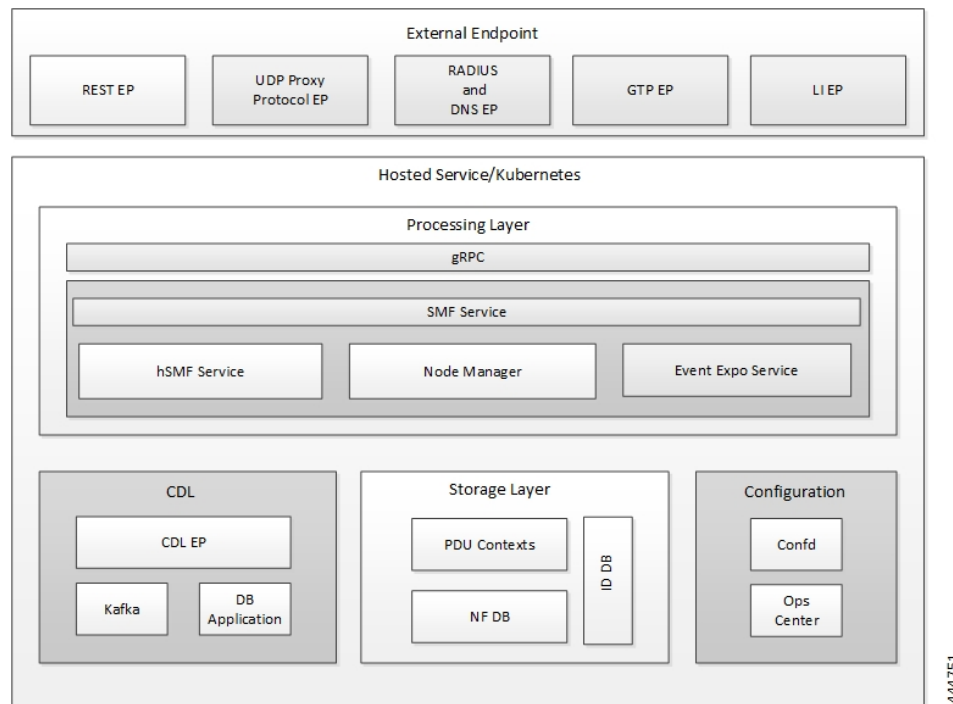 External Endpoint
REST EP
UDP Proxy
Protocol EP
RADIUS
and
DNS EP
GTP EP
LI EP
Hosted Service/Kubernetes
Processing Layer
gRPC
SMF Service
hSMF Service
Node Manager
Event Expo Service
CDL
CDL EP
Kafka
DB
Application
Storage Layer
PDU Contexts
NF DB
ID DB
Configuration
Confd
Ops
Center
444751